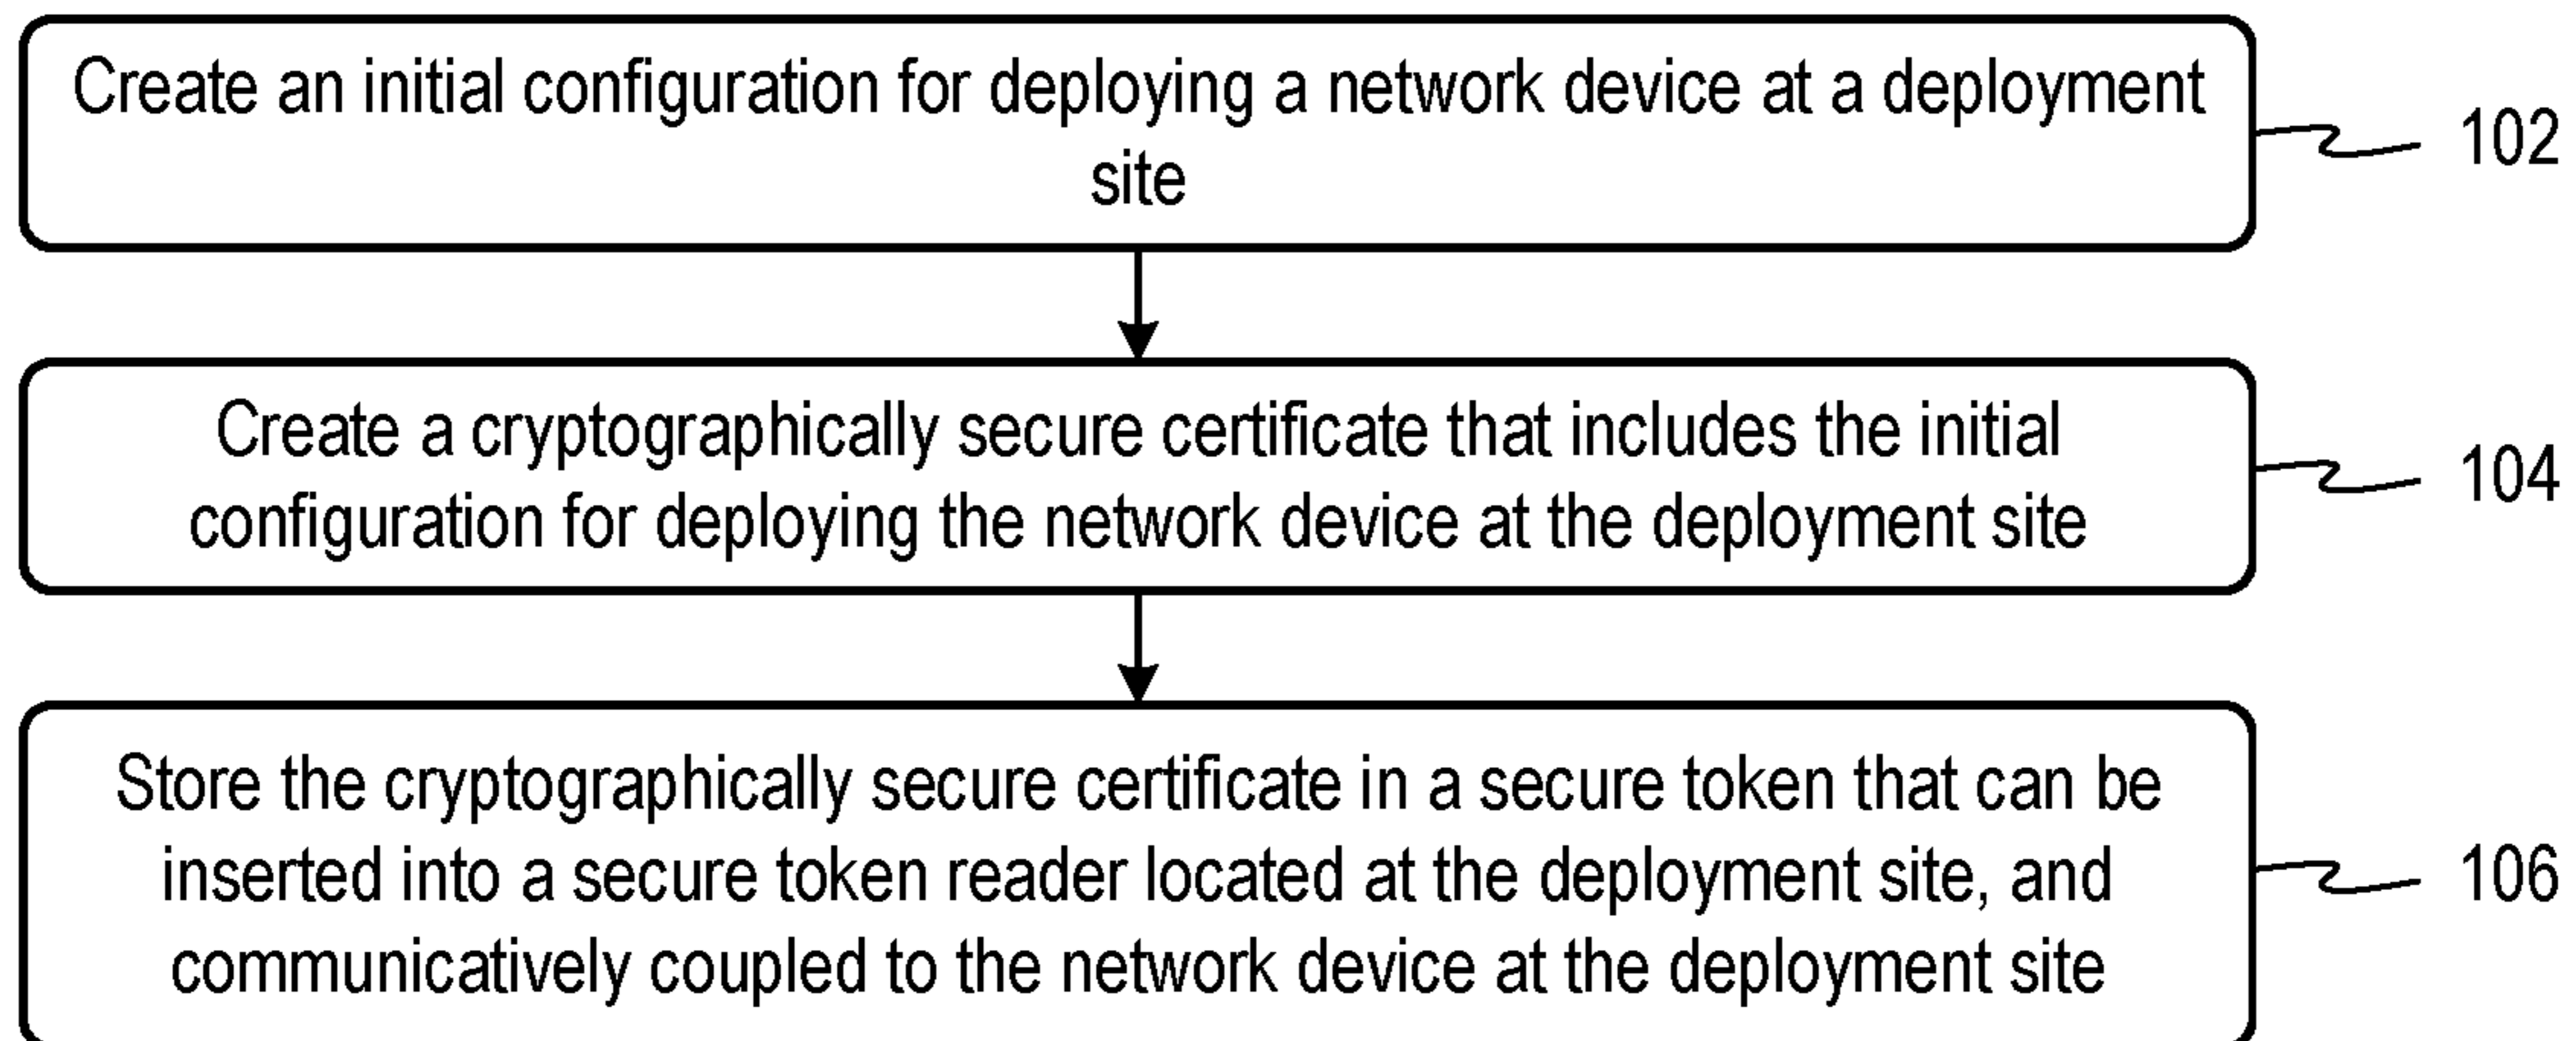 Create an initial configuration for deploying a network device at a deployment
site
102
Create a cryptographically secure certificate that includes the initial
configuration for deploying the network device at the deployment site
104
Store the cryptographically secure certificate in a secure token that can be
inserted into a secure token reader located at the deployment site, and
communicatively coupled to the network device at the deployment site
106